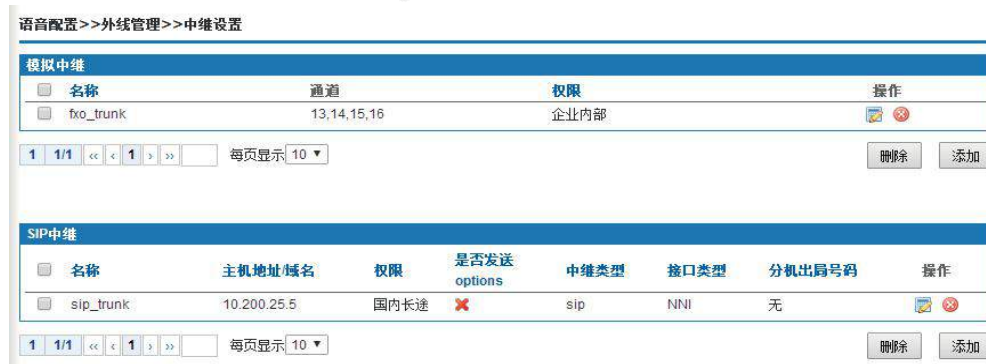 语音配置>>外线管理>>中继设置
模拟中继
名称 通道 权限 操作
fxo_trunk 13,14,15,16 企业内部
1 1/1 « ‹ 1 › » 每页显示 10 ▼ 删除 添加
SIP中继
名称 主机地址/域名 权限 是否发送 options 中继类型 接口类型 分机出局号码 操作
sip_trunk 10.200.25.5 国内长途 sip NNI 无
1 1/1 « ‹ 1 › » 每页显示 10 ▼ 删除 添加